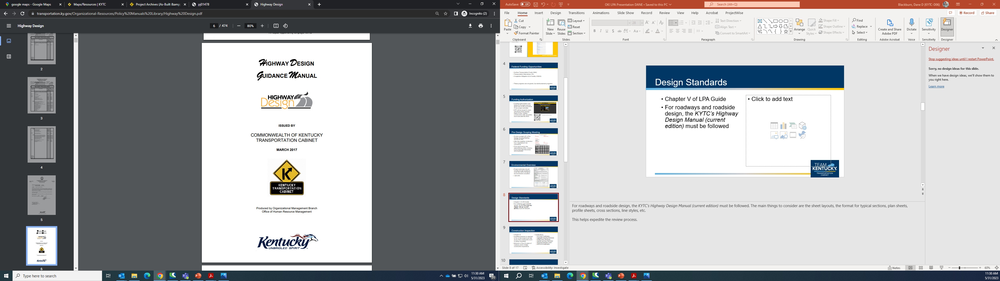 google maps - Google Maps
Maps/Resources | KYTC
Project Archives (As-Built &amp;
pj01478
Highway Design
transportation.ky.gov/Organizational-Resources/Policy%20Manuals%20Library/Highway%20Design.pdf
Incognito (2)
Highway Design
6 / 474
80%
2
3
4
5
6
HIGHWAY DESIGN
GUIDANCE MANUAL
HIGHWAY
Design
ISSUED BY
COMMONWEALTH OF KENTUCKY
TRANSPORTATION CABINET
MARCH 2017
KENTUCKY
TRANSPORTATION
CABINET
Produced by Organizational Management Branch
Office of Human Resource Management
Kentucky
UNBRIDLED SPIRIT
Type here to search
11:30 AM
5/31/2023
20
AutoSave Off
OKI LPA Presentation DANE • Saved to this PC
Search (Alt+Q)
Blackburn, Dane D (KYTC-D06)
File Home Insert Design Transitions Animations Slide Show Record Review View Help Acrobat ProjectWise
Record
Share
Paste
Cut
Copy
Format Painter
Clipboard
New
Slide
Reuse
Slides
Layout
Reset
Section
Slides
28
Font
Text Direction
Align Text
Convert to SmartArt
Paragraph
Arrange
Quick
Styles
Shape Fill
Shape Outline
Shape Effects
Drawing
Find
Replace
Select
Editing
Create and Share
Adobe PDF
Adobe Acrobat
Dictate
Voice
Sensitivity
Sensitivity
Designer
Designer
4
Federal Funding Opportunities
5
Funding Authorization
6
Pre-Design Scoping Meeting
7
Environmental Overview
8
Design Standards
• Chapter V of LPA Guide
9
Construction Inspection
10
Design Standards
• Chapter V of LPA Guide
• For roadways and roadside
design, the KYTC's Highway
Design Manual (current
edition) must be followed
• Click to add text
TEAM
KENTUCKY
TRANSPORTATION
CABINET
For roadways and roadside design, the KYTC's Highway Design Manual (current edition) must be followed. The main things to consider are the sheet layouts, the format for typical sections, plan sheets,
profile sheets, cross sections, line styles, etc.
This helps expedite the review process.
Designer
Stop suggesting ideas until I restart PowerPoint.
Sorry, no design ideas for this slide.
When we have design ideas, we'll show them to
you right here.
Learn more
Slide 8 of 17
Accessibility: Investigate
Notes
60%
11:30 AM
5/31/2023